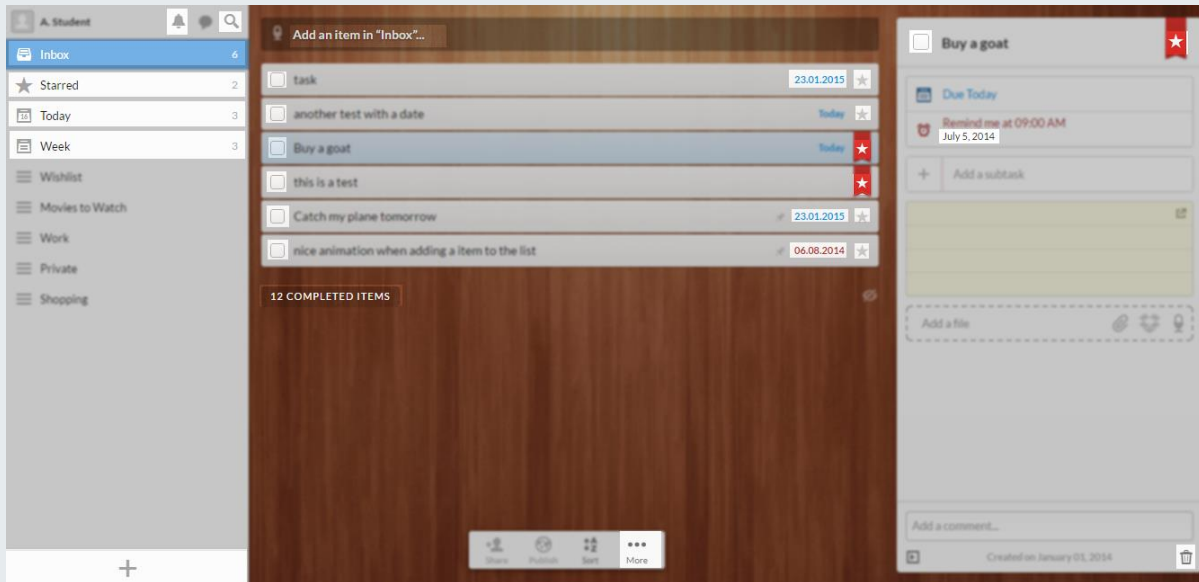 A. Student
Inbox 6
Starred 2
16 Today 3
Week 3
Wishlist
Movies to Watch
Work
Private
Shopping
Add an item in “Inbox”...
task 23.01.2015
another test with a date Today
Buy a goat Today
this is a test
Catch my plane tomorrow 23.01.2015
nice animation when adding a item to the list 06.08.2014
12 COMPLETED ITEMS
Share Publish Sort More
Buy a goat
Due Today
Remind me at 09:00 AM
July 5, 2014
Add a subtask
Add a file
Add a comment...
Created on January 01, 2014